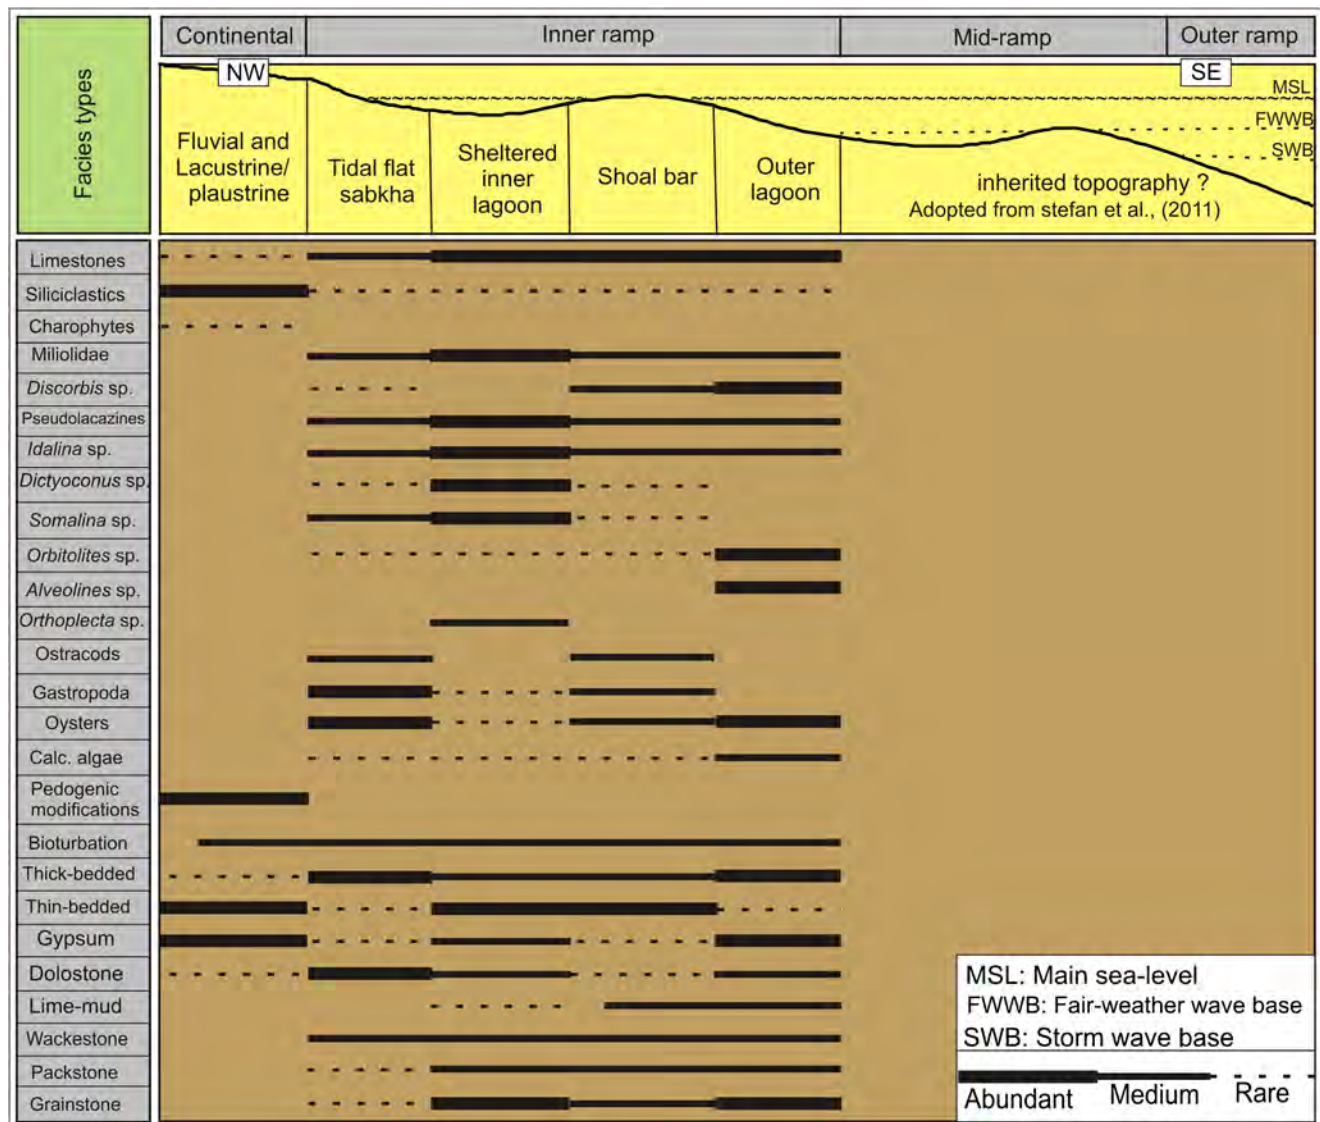 Facies types
Continental
Inner ramp
Mid-ramp
Outer ramp
NW
SE
MSL
FWWB
SWB
Fluvial and
Lacustrine/
plaustrine
Tidal flat
sabkha
Sheltered
inner
lagoon
Shoal bar
Outer
lagoon
inherited topography ?
Adopted from stefan et al., (2011)
Limestones
Siliciclastics
Charophytes
Miliolidae
Discorbis sp.
Pseudolacazines
Idalina sp.
Dictyoconus sp.
Somalina sp.
Orbitolites sp.
Alveolines sp.
Orthoplecta sp.
Ostracods
Gastropoda
Oysters
Calc. algae
Pedogenic
modifications
Bioturbation
Thick-bedded
Thin-bedded
Gypsum
Dolostone
Lime-mud
Wackestone
Packstone
Grainstone
MSL: Main sea-level
FWWB: Fair-weather wave base
SWB: Storm wave base
Abundant Medium Rare